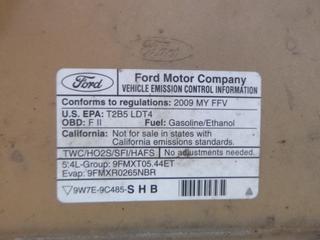 Ford
Ford
Ford Motor Company
VEHICLE EMISSION CONTROL INFORMATION
Conforms to regulations: 2009 MY FFV
U.S. EPA: T2B5 LDT4
OBD: F II Fuel: Gasoline/Ethanol
California: Not for sale in states with
California emissions standards.
TWC/HO2S/SFI/HAFS No adjustments needed.
5.4L-Group: 9FMXT05.44ET
Evap: 9FMXR0265NBR
9W7E-9C485-S H B